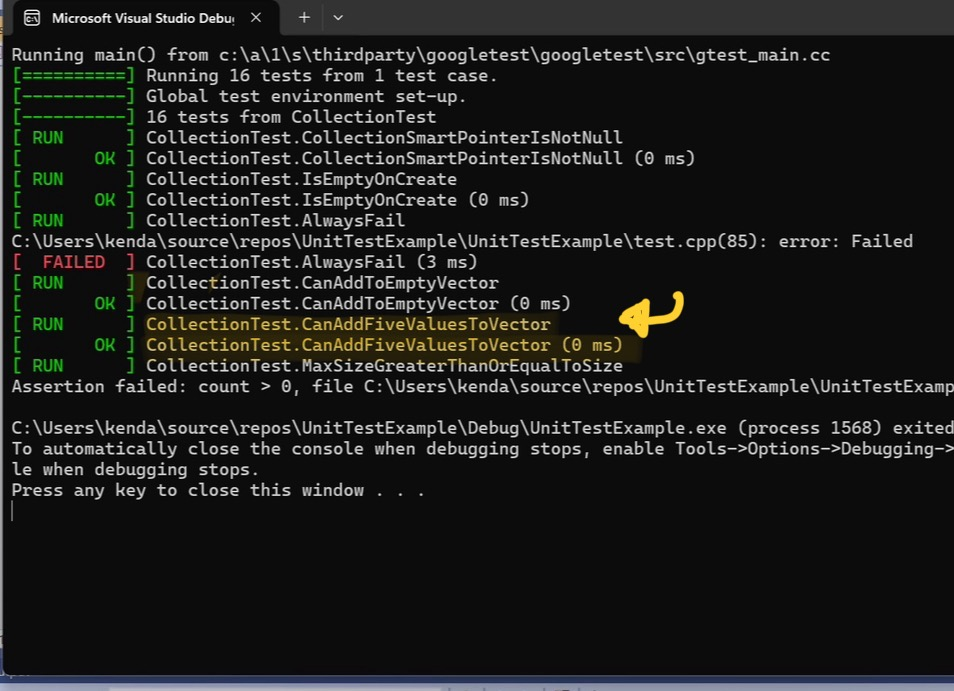 Microsoft Visual Studio Debu
Running main() from c:\a\1\s\thirdparty\googletest\googletest\src\gtest_main.cc
[==========] Running 16 tests from 1 test case.
[----------] Global test environment set-up.
[----------] 16 tests from CollectionTest
[ RUN      ] CollectionTest.CollectionSmartPointerIsNotNull
[       OK ] CollectionTest.CollectionSmartPointerIsNotNull (0 ms)
[ RUN      ] CollectionTest.IsEmptyOnCreate
[       OK ] CollectionTest.IsEmptyOnCreate (0 ms)
[ RUN      ] CollectionTest.AlwaysFail
C:\Users\kenda\source\repos\UnitTestExample\UnitTestExample\test.cpp(85): error: Failed
[  FAILED  ] CollectionTest.AlwaysFail (3 ms)
[ RUN      ] CollectionTest.CanAddToEmptyVector
[       OK ] CollectionTest.CanAddToEmptyVector (0 ms)
[ RUN      ] CollectionTest.CanAddFiveValuesToVector
[       OK ] CollectionTest.CanAddFiveValuesToVector (0 ms)
[ RUN      ] CollectionTest.MaxSizeGreaterThanOrEqualToSize
Assertion failed: count > 0, file C:\Users\kenda\source\repos\UnitTestExample\UnitTestExamp
C:\Users\kenda\source\repos\UnitTestExample\Debug\UnitTestExample.exe (process 1568) exited
To automatically close the console when debugging stops, enable Tools->Options->Debugging->
le when debugging stops.
Press any key to close this window . . .